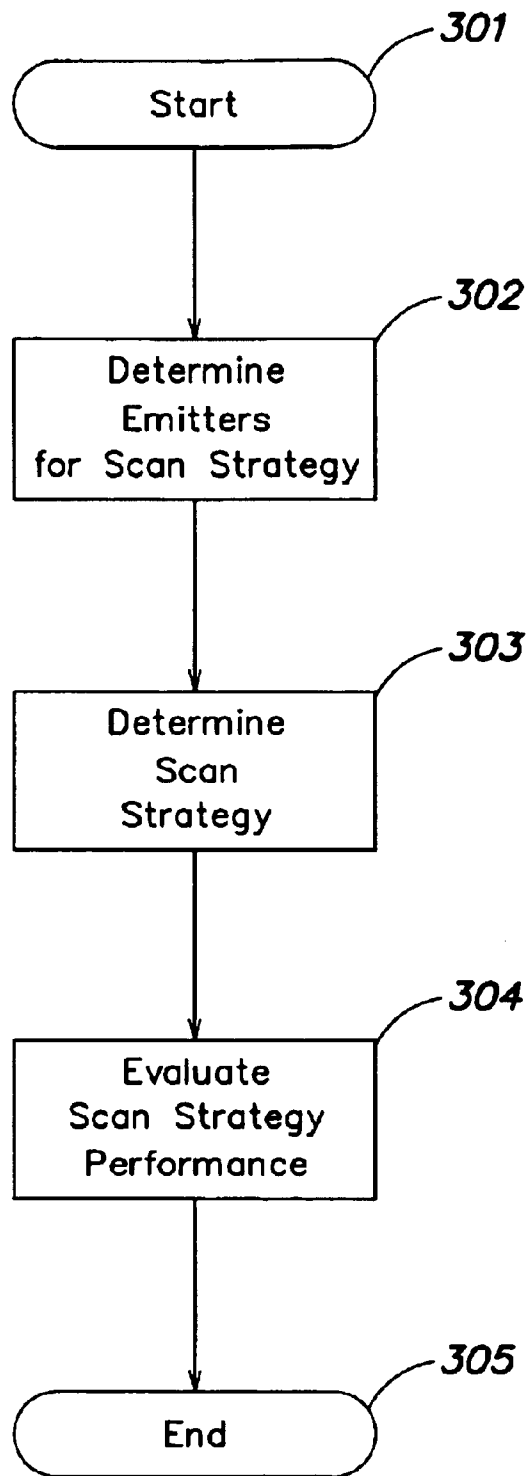 301
Start
302
Determine
Emitters
for Scan Strategy
303
Determine
Scan
Strategy
304
Evaluate
Scan Strategy
Performance
305
End